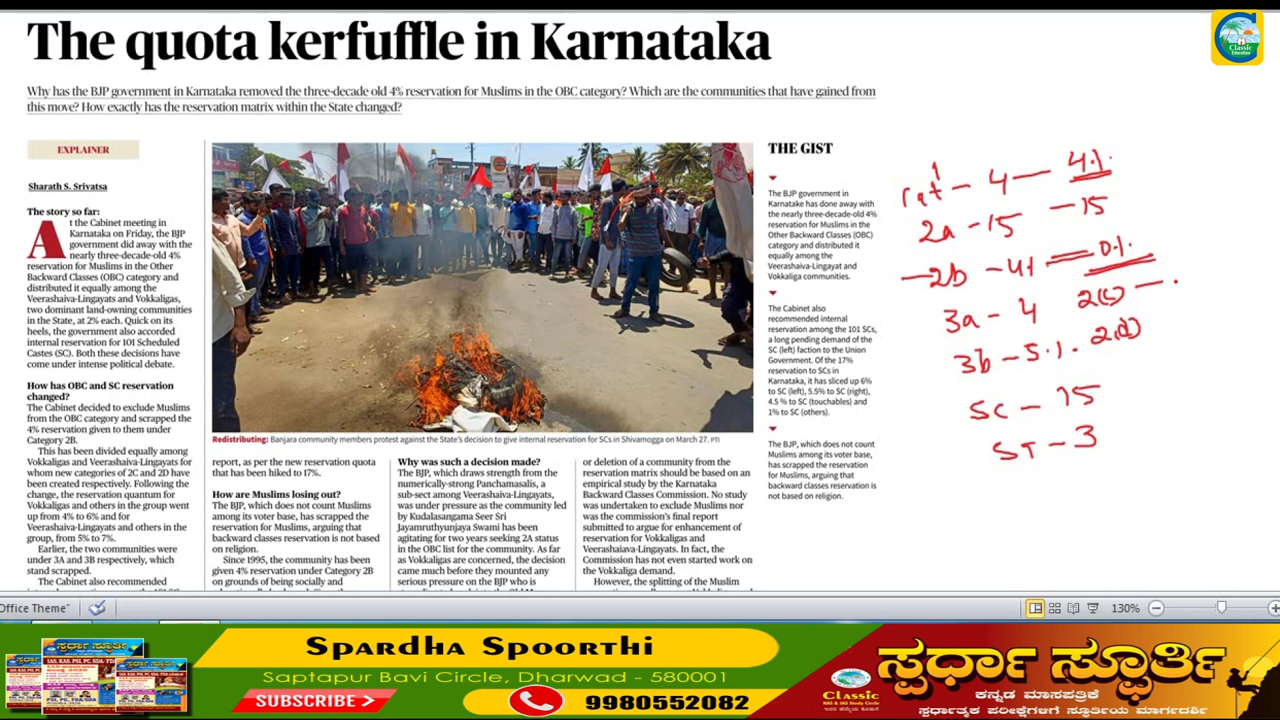 The quota kerfuffle in Karnataka
Why has the BJP government in Karnataka removed the three-decade old 4% reservation for Muslims in the OBC category? Which are the communities that have gained from
this move? How exactly has the reservation matrix within the State changed?
EXPLAINER
Sharath S. Srivatsa
The story so far:
At the Cabinet meeting in
Karnataka on Friday, the BJP
government did away with the
nearly three-decade-old 4%
reservation for Muslims in the Other
Backward Classes (OBC) category and
distributed it equally among the
Veerashaiva-Lingayats and Vokkaligas,
two dominant land-owning communities
in the State, at 2% each. Quick on its
heels, the government also accorded
internal reservation for 101 Scheduled
Castes (SC). Both these decisions have
come under intense political debate.
How has OBC and SC reservation
changed?
The Cabinet decided to exclude Muslims
from the OBC category and scrapped the
4% reservation given to them under
Category 2B.
This has been divided equally among
Vokkaligas and Veerashaiva-Lingayats for
whom new categories of 2C and 2D have
been created respectively. Following
the change, the reservation quantum for
Vokkaligas and others in the group went
up from 4% to 6% and for
Veerashaiva-Lingayats and others in the
group, from 5% to 7%.
Earlier, the two communities were
under 3A and 3B respectively, which
stand scrapped.
The Cabinet also recommended
Redistributing: Banjara community members protest against the State's decision to give internal reservation for SCs in Shivamogga on March 27. PTI
report, as per the new reservation quota
that has been hiked to 17%.
How are Muslims losing out?
The BJP, which does not count Muslims
among its voter base, has scrapped the
reservation for Muslims, arguing that
backward classes reservation is not based
on religion.
Since 1995, the community has been
given 4% reservation under Category 2B
on grounds of being socially and
Why was such a decision made?
The BJP, which draws strength from the
numerically-strong Panchamasalis, a
sub-sect among Veerashaiva-Lingayats,
was under pressure as the community led
by Kudalasangama Seer Sri
Jayamruthyunjaya Swami has been
agitating for two years seeking 2A status
in the OBC list for the community. As far
as Vokkaligas are concerned, the decision
came much before they mounted any
serious pressure on the BJP who is
or deletion of a community from the
reservation matrix should be based on an
empirical study by the Karnataka
Backward Classes Commission. No study
was undertaken to exclude Muslims nor
was the commission's final report
submitted to argue for enhancement of
reservation for Vokkaligas and
Veerashaiava-Lingayats. In fact, the
Commission has not even started work on
the Vokkaliga demand.
However, the splitting of the Muslim
THE GIST
The BJP government in
Karnataka has done away with
the nearly three-decade-old 4%
reservation for Muslims in the
Other Backward Classes (OBC)
category and distributed it
equally among the
Veerashaiva-Lingayat and
Vokkaliga communities.
The Cabinet also
recommended internal
reservation among the 101 SCs,
a long pending demand of the
SC (left) faction to the Union
Government. Of the 17%
reservation to SCs in
Karnataka, it has sliced up 6%
to SC (left), 5.5% to SC (right),
4.5 % to SC (touchables) and
1% to SC (others).
The BJP, which does not count
Muslims among its voter base,
has scrapped the reservation
for Muslims, arguing that
backward classes reservation is
not based on religion.
cat 1 - 4 - 4%
2a - 15 - 15
2b - 4% = 0%
3a - 4 2(c) -
3b - 5%. 2(d)
SC - 15
ST - 3
Office Theme"
130%
Spardha Spoorthi
Saptapur Bavi Circle, Dharwad - 580001
SUBSCRIBE
9980552082
ಸ್ಪರ್ಧಾ ಸ್ಫೂರ್ತಿ
ಕನ್ನಡ ಮಾಸಪತ್ರಿಕೆ
ಸ್ಪರ್ಧಾತ್ಮಕ ಪರೀಕ್ಷೆಗಳಿಗೆ ಸ್ಫೂರ್ತಿಯ ಮಾರ್ಗದರ್ಶಿ
Classic
Classic
Education